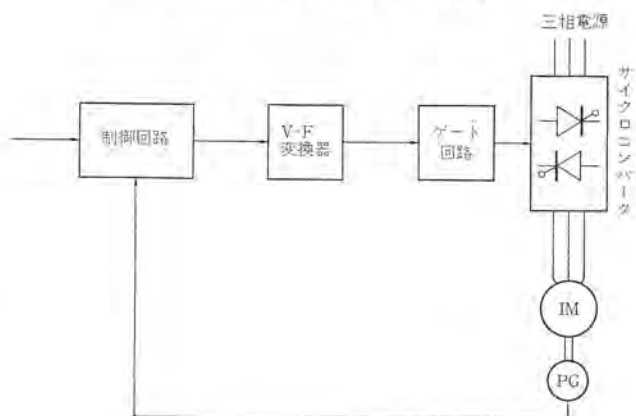 三相電源
制御回路
V-F
変換器
ゲート
回路
サイクロコンバータ
IM
PG